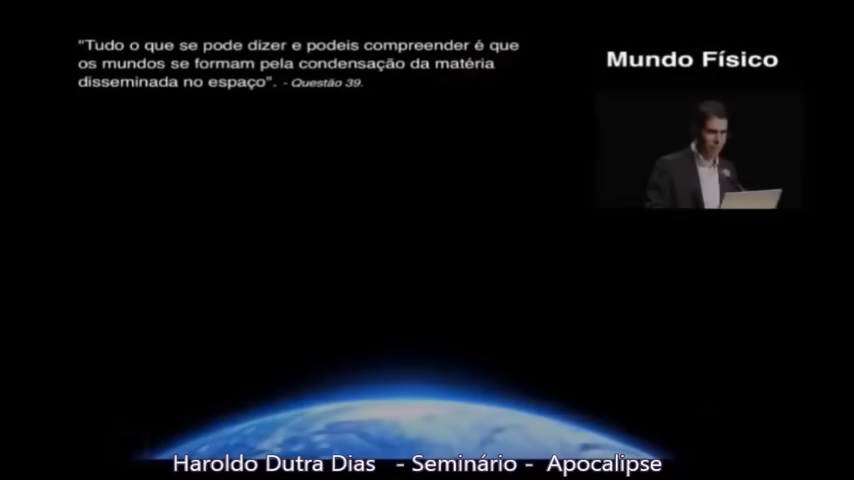 "Tudo o que se pode dizer e podeis compreender é que
os mundos se formam pela condensação da matéria
disseminada no espaço". - Questão 39.
Mundo Físico
Haroldo Dutra Dias - Seminário - Apocalipse